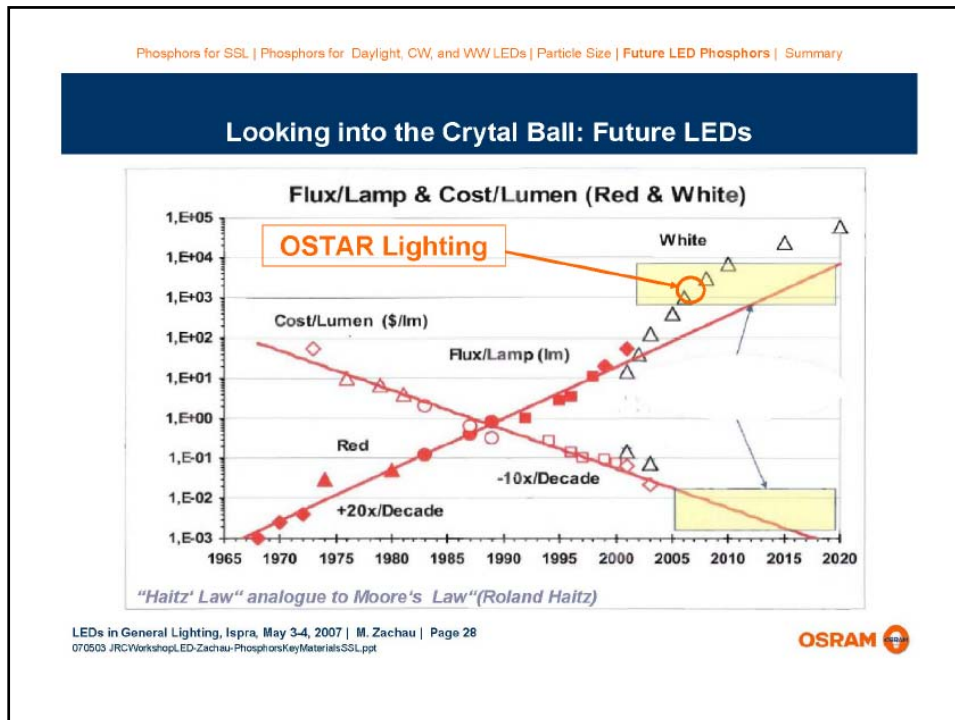 Phosphors for SSL | Phosphors for Daylight, CW, and WW LEDs | Particle Size | Future LED Phosphors | Summary
Looking into the Crytal Ball: Future LEDs
Flux/Lamp & Cost/Lumen (Red & White)
1,E+05
1,E+04
1,E+03
1,E+02
1,E+01
1,E+00
1,E-01
1,E-02
1,E-03
OSTAR Lighting
White
Cost/Lumen ($/lm)
Flux/Lamp (lm)
Red
-10x/Decade
+20x/Decade
1965 1970 1975 1980 1985 1990 1995 2000 2005 2010 2015 2020
"Haitz' Law" analogue to Moore's Law"(Roland Haitz)
LEDs in General Lighting, Ispra, May 3-4, 2007 | M. Zachau | Page 28
070503 JRCWorkshopLED-Zachau-PhosphorsKeyMaterialsSSL.ppt
OSRAM